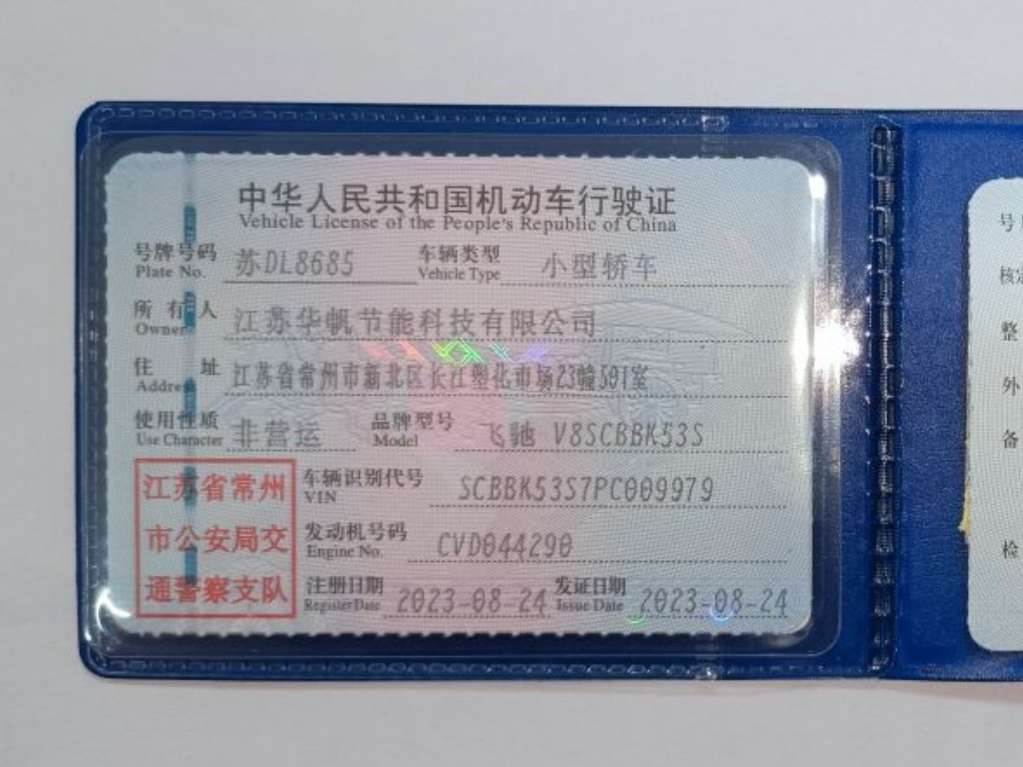 中华人民共和国机动车行驶证
Vehicle License of the People's Republic of China
号牌号码 苏DL8685 车辆类型 小型轿车
Plate No. Vehicle Type
所有人 江苏华帆节能科技有限公司
Owner
住址 江苏省常州市新北区长江塑化市场23幢501室
Address
使用性质 非营运 品牌型号 飞驰 V8SCBBK53S
Use Character Model
江苏省常州
市公安局交
通警察支队
车辆识别代号 SCBBK53S7PC009979
VIN
发动机号码 CVD044290
Engine No.
注册日期 2023-08-24 发证日期 2023-08-24
Register Date Issue Date
号
核定
整
外
备
检